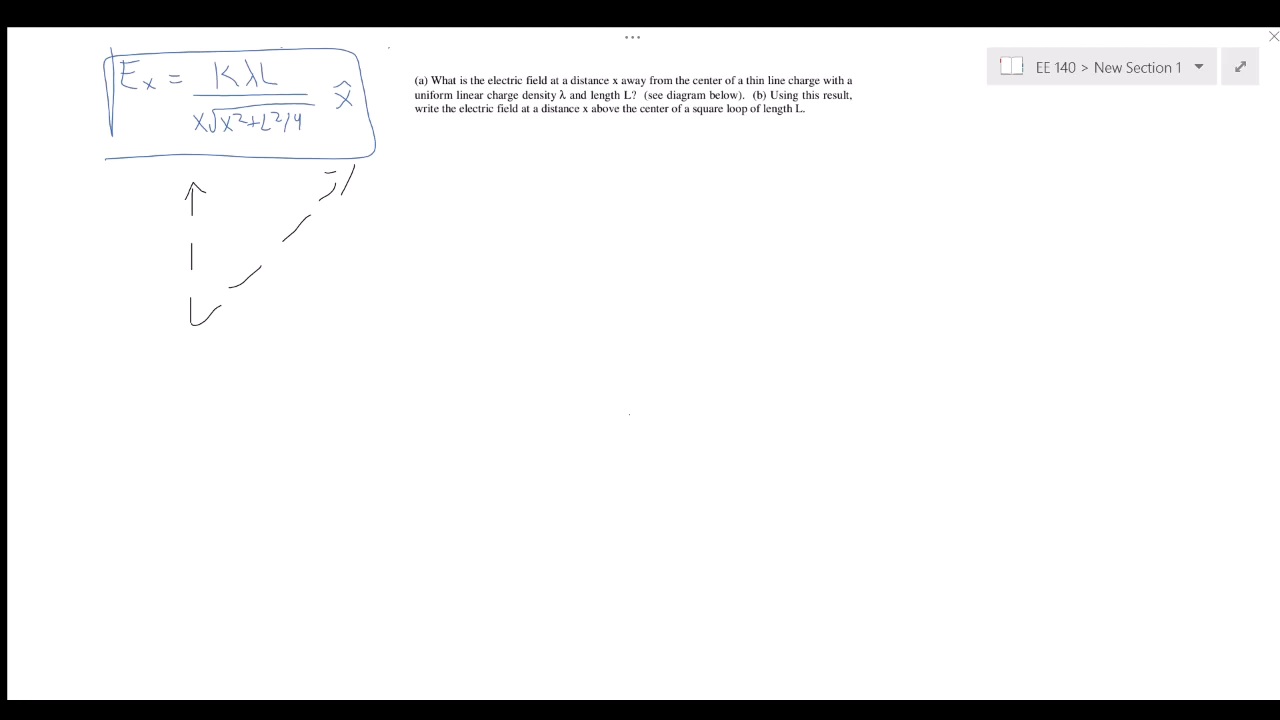 Ex = KλL x̂
x√x²+L²/4
(a) What is the electric field at a distance x away from the center of a thin line charge with a
uniform linear charge density λ and length L? (see diagram below). (b) Using this result,
write the electric field at a distance x above the center of a square loop of length L.
EE 140 > New Section 1